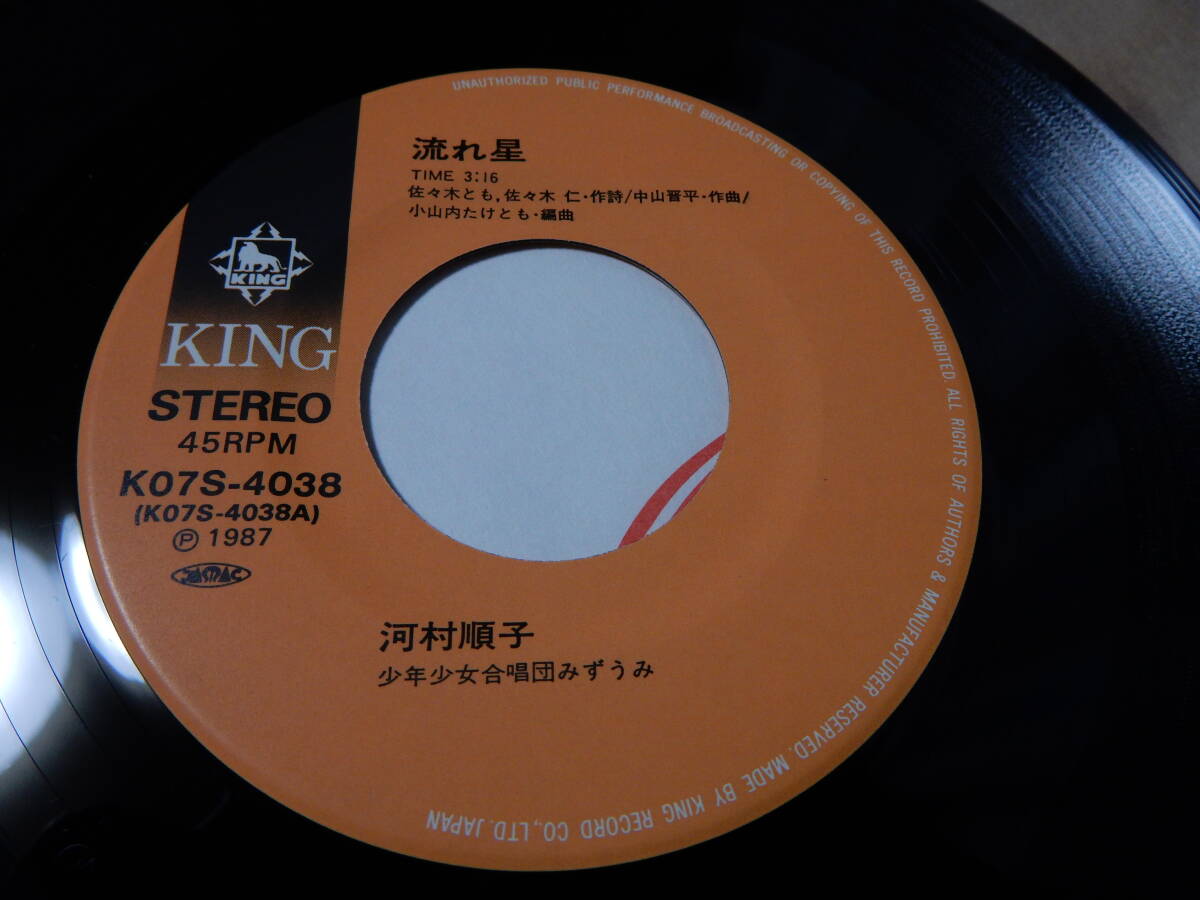 流れ星
TIME 3:16
佐々木とも,佐々木 仁・作詩/中山晋平・作曲/
小山内たけとも・編曲
KING
KING
STEREO
45RPM
K07S-4038
(K07S-4038A)
Ⓟ 1987
JASRAC
河村順子
少年少女合唱団みずうみ
UNAUTHORIZED PUBLIC PERFORMANCE BROADCASTING OR COPYING OF THIS RECORD PROHIBITED. ALL RIGHTS OF AUTHORS & MANUFACTURER RESERVED. MADE BY KING RECORD CO., LTD. JAPAN